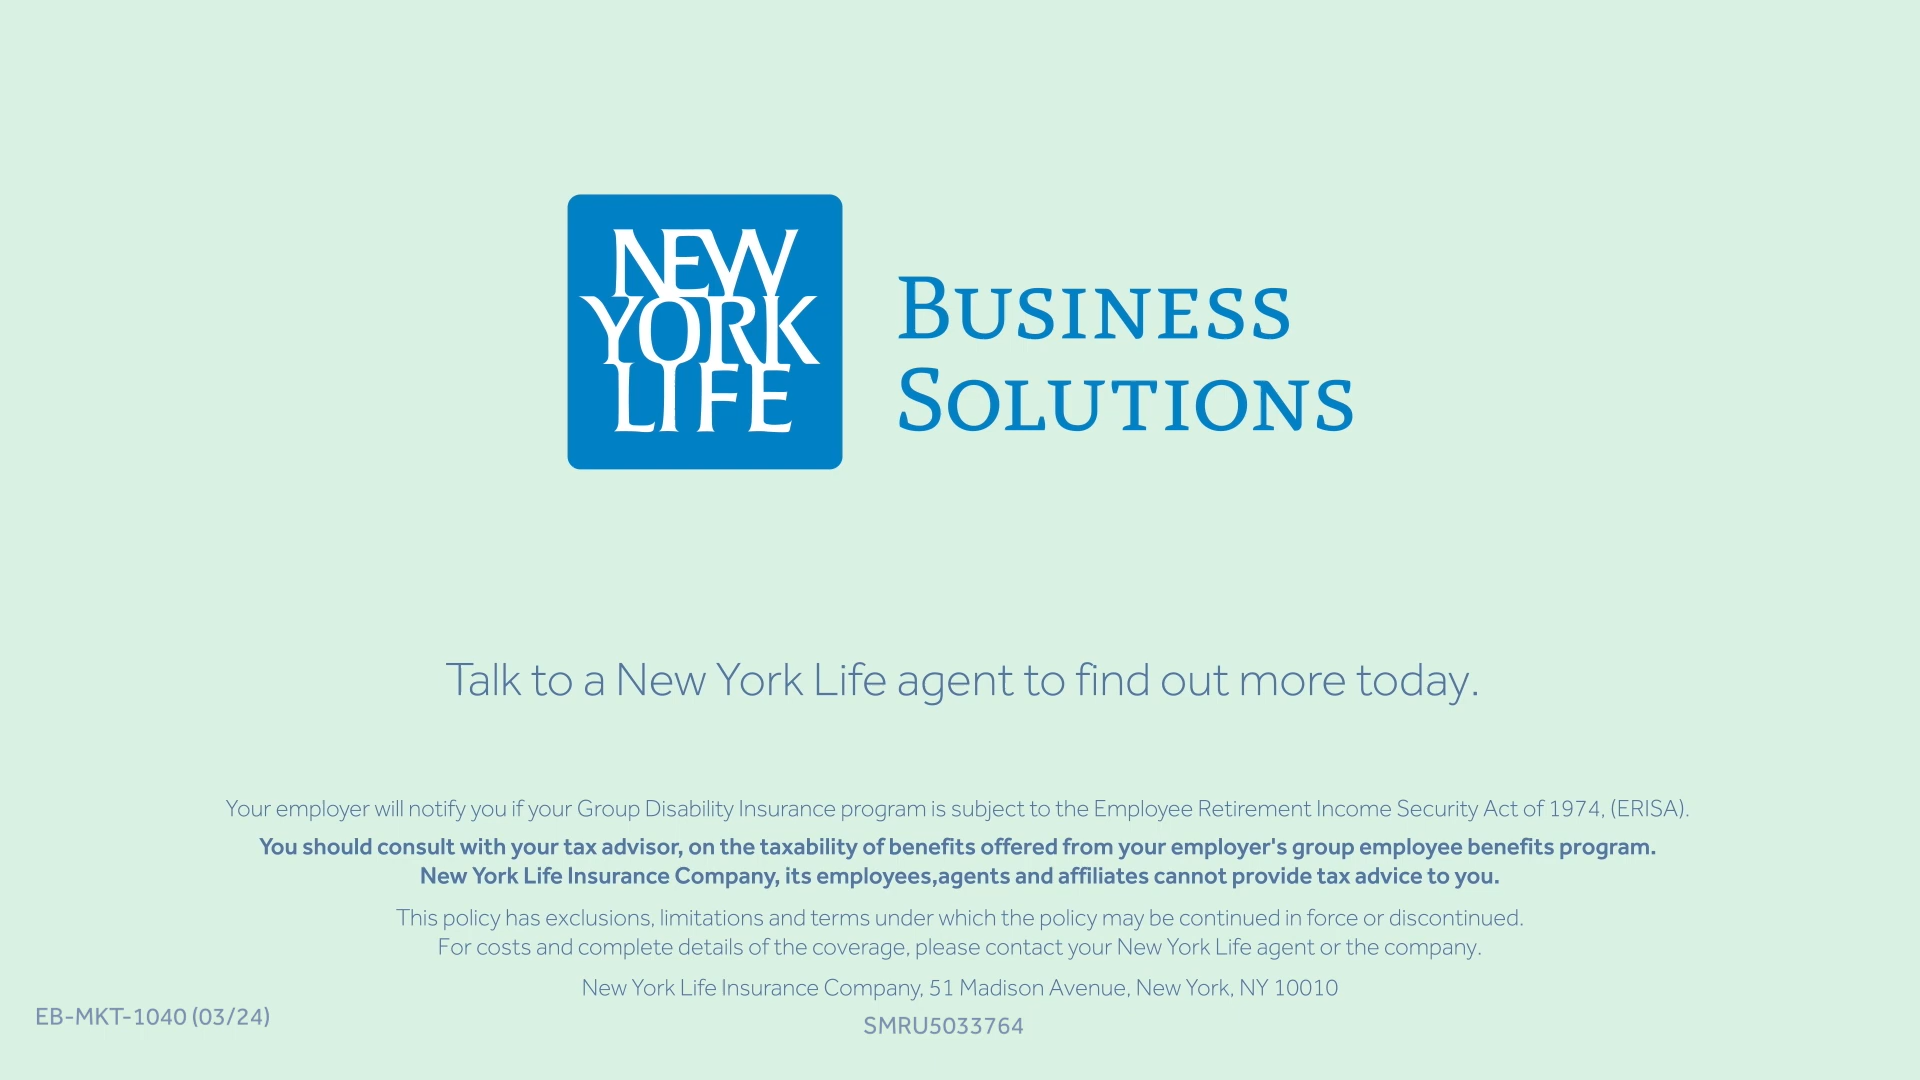 NEW
YORK
LIFE
BUSINESS
SOLUTIONS
Talk to a New York Life agent to find out more today.
Your employer will notify you if your Group Disability Insurance program is subject to the Employee Retirement Income Security Act of 1974, (ERISA).
You should consult with your tax advisor, on the taxability of benefits offered from your employer's group employee benefits program.
New York Life Insurance Company, its employees,agents and affiliates cannot provide tax advice to you.
This policy has exclusions, limitations and terms under which the policy may be continued in force or discontinued.
For costs and complete details of the coverage, please contact your New York Life agent or the company.
New York Life Insurance Company, 51 Madison Avenue, New York, NY 10010
EB-MKT-1040 (03/24)
SMRU5033764